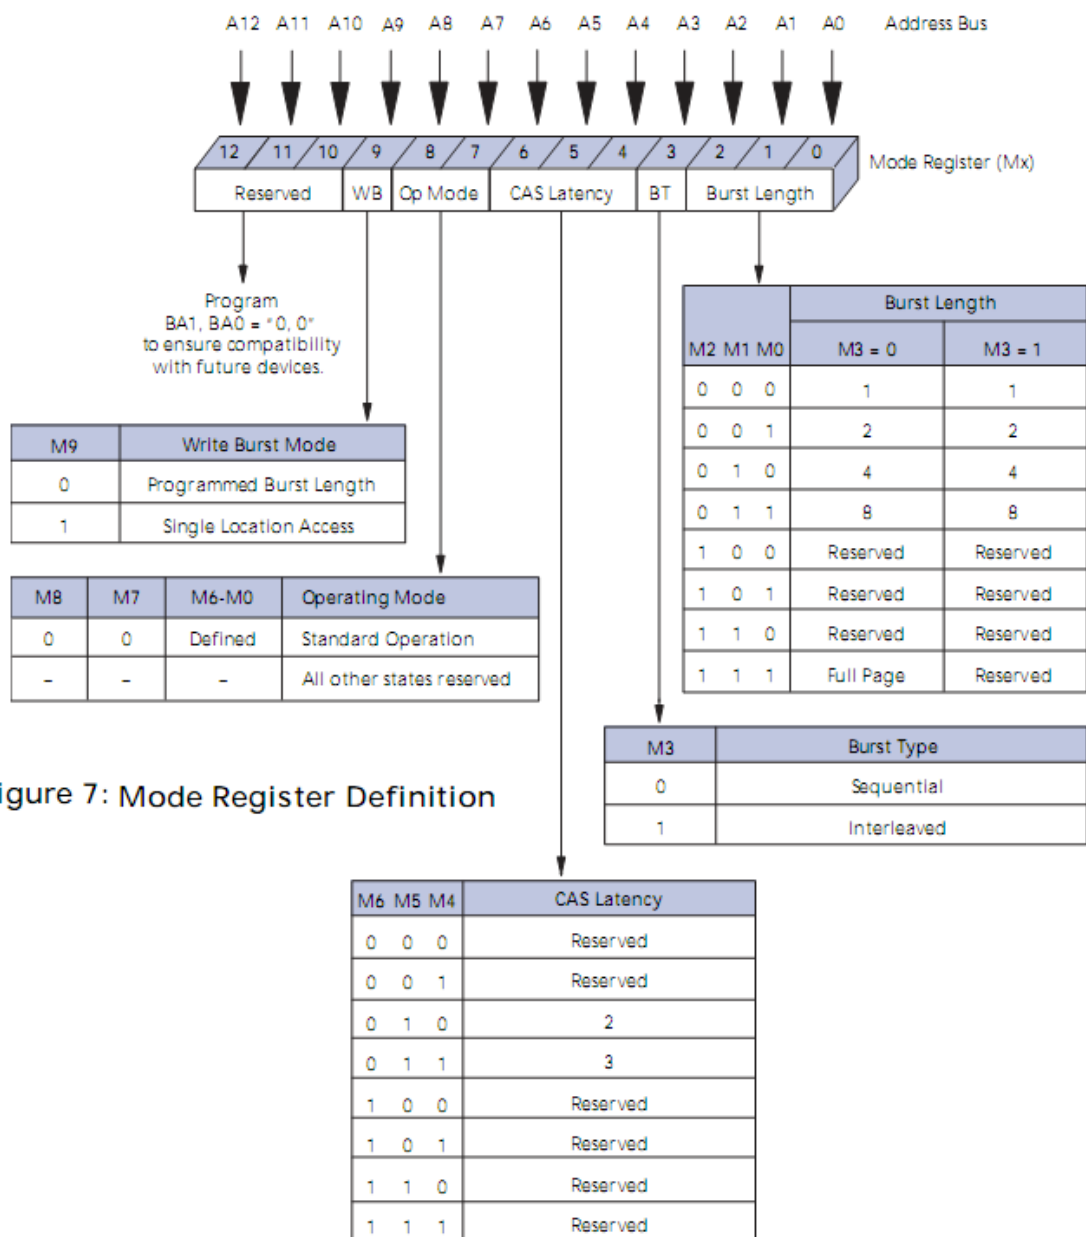 A12 A11 A10 A9 A8 A7 A6 A5 A4 A3 A2 A1 A0 Address Bus
12 11 10 9 8 7 6 5 4 3 2 1 0
Mode Register (Mx)
Reserved WB Op Mode CAS Latency BT Burst Length
Program
BA1, BA0 = "0, 0"
to ensure compatibility
with future devices.
Burst Length
M2 M1 M0 M3 = 0 M3 = 1
0 0 0 1 1
0 0 1 2 2
0 1 0 4 4
0 1 1 8 8
1 0 0 Reserved Reserved
1 0 1 Reserved Reserved
1 1 0 Reserved Reserved
1 1 1 Full Page Reserved
M9 Write Burst Mode
0 Programmed Burst Length
1 Single Location Access
M8 M7 M6-M0 Operating Mode
0 0 Defined Standard Operation
– – – All other states reserved
M3 Burst Type
0 Sequential
1 Interleaved
igure 7: Mode Register Definition
M6 M5 M4 CAS Latency
0 0 0 Reserved
0 0 1 Reserved
0 1 0 2
0 1 1 3
1 0 0 Reserved
1 0 1 Reserved
1 1 0 Reserved
1 1 1 Reserved